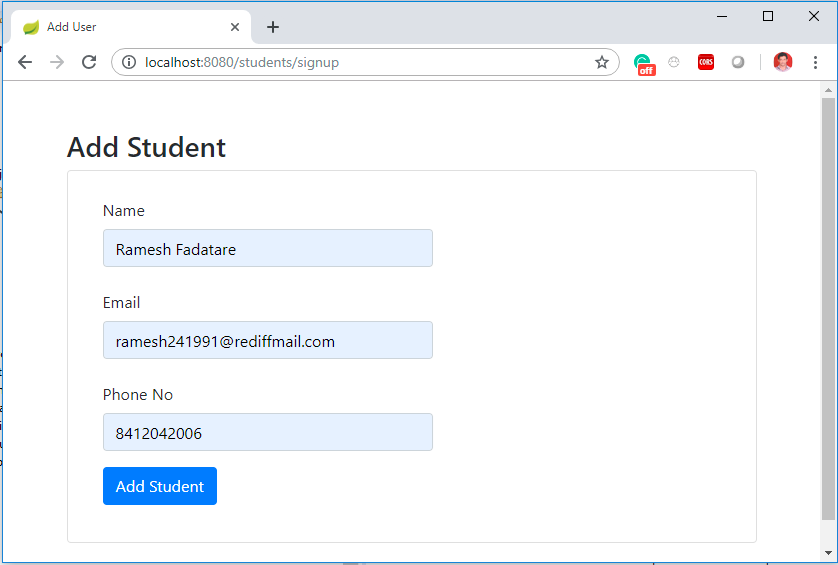 Add User
localhost:8080/students/signup
off
CORS
Add Student
Name
Ramesh Fadatare
Email
ramesh241991@rediffmail.com
Phone No
8412042006
Add Student